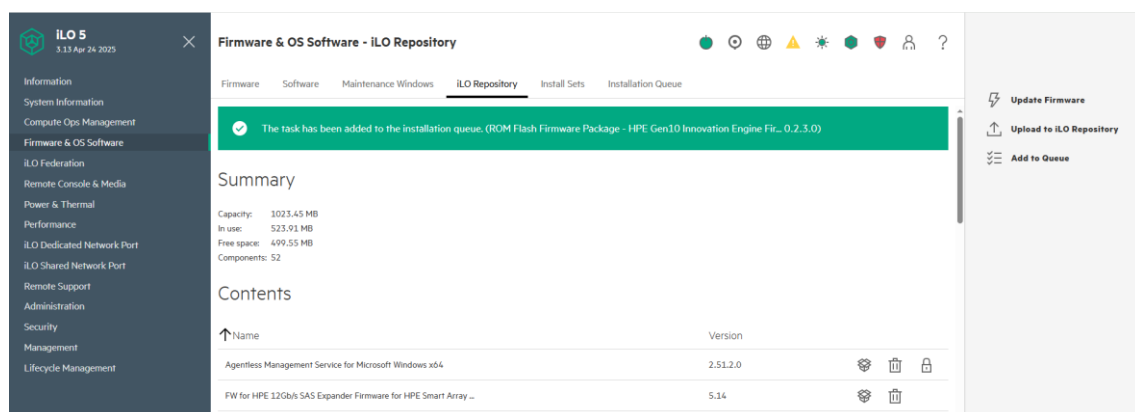 iLO 5
3.13 Apr 24 2025
Firmware & OS Software - iLO Repository
?
Information
System Information
Compute Ops Management
Firmware & OS Software
iLO Federation
Remote Console & Media
Power & Thermal
Performance
iLO Dedicated Network Port
iLO Shared Network Port
Remote Support
Administration
Security
Management
Lifecycle Management
Firmware Software Maintenance Windows iLO Repository Install Sets Installation Queue
The task has been added to the installation queue. (ROM Flash Firmware Package - HPE Gen10 Innovation Engine Fir... 0.2.3.0)
Summary
Capacity: 1023.45 MB
In use: 523.91 MB
Free space: 499.55 MB
Components: 52
Contents
Name Version
Agentless Management Service for Microsoft Windows x64 2.51.2.0
FW for HPE 12Gb/s SAS Expander Firmware for HPE Smart Array ... 5.14
Update Firmware
Upload to iLO Repository
Add to Queue